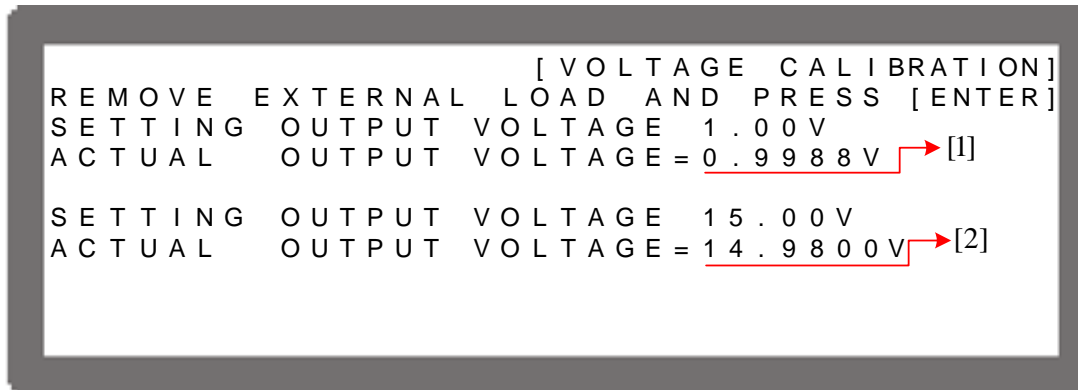 [VOLTAGE CALIBRATION]
REMOVE EXTERNAL LOAD AND PRESS [ENTER]
SETTING OUTPUT VOLTAGE 1.00V
ACTUAL OUTPUT VOLTAGE=0.9988V [1]
SETTING OUTPUT VOLTAGE 15.00V
ACTUAL OUTPUT VOLTAGE=14.9800V [2]